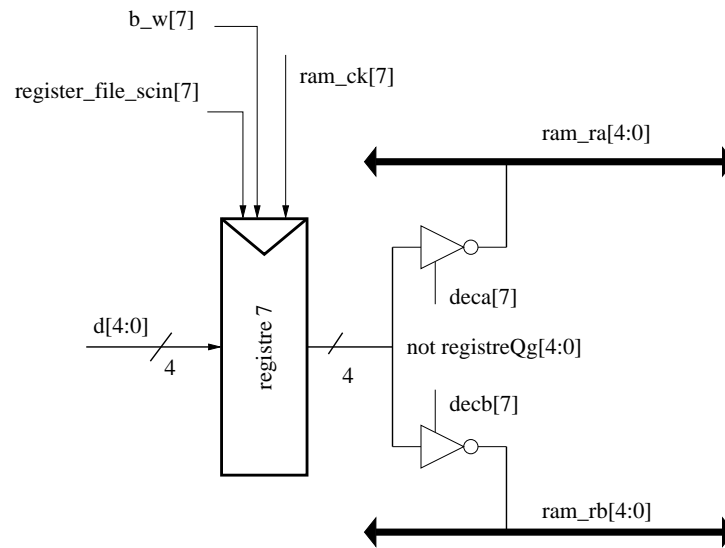 b_w[7]
ram_ck[7]
register_file_scin[7]
ram_ra[4:0]
deca[7]
d[4:0]
4
registre 7
4
not registreQg[4:0]
decb[7]
ram_rb[4:0]